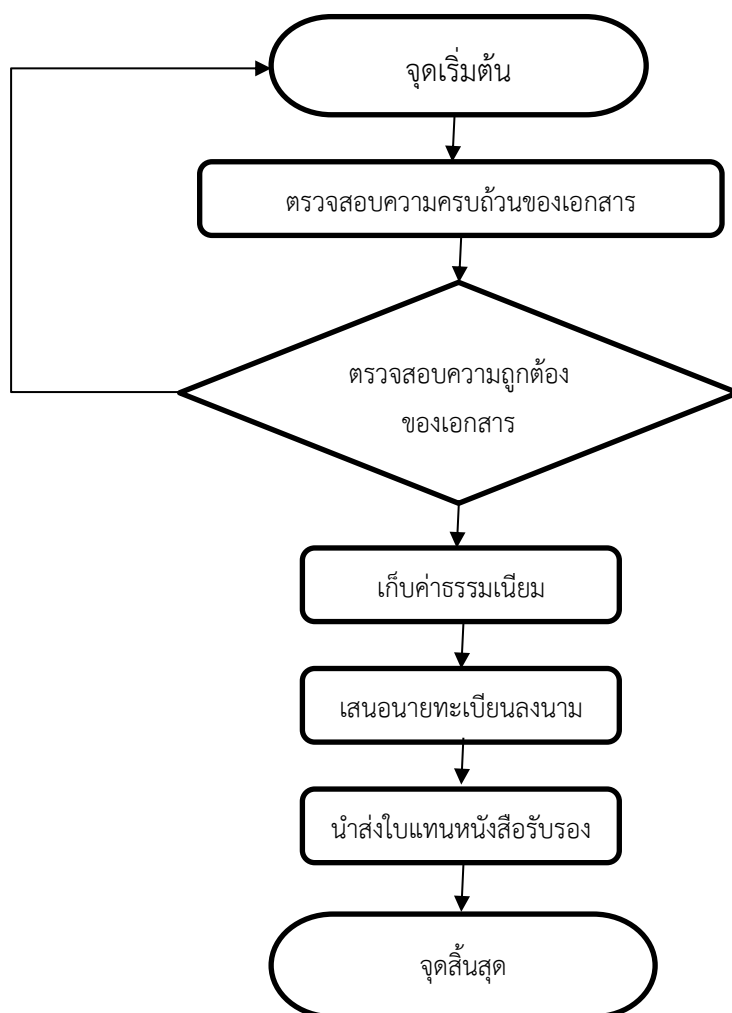 จุดเริ่มต้น
ตรวจสอบความครบถ้วนของเอกสาร
ตรวจสอบความถูกต้อง
ของเอกสาร
เก็บค่าธรรมเนียม
เสนอนายทะเบียนลงนาม
นำส่งใบแทนหนังสือรับรอง
จุดสิ้นสุด